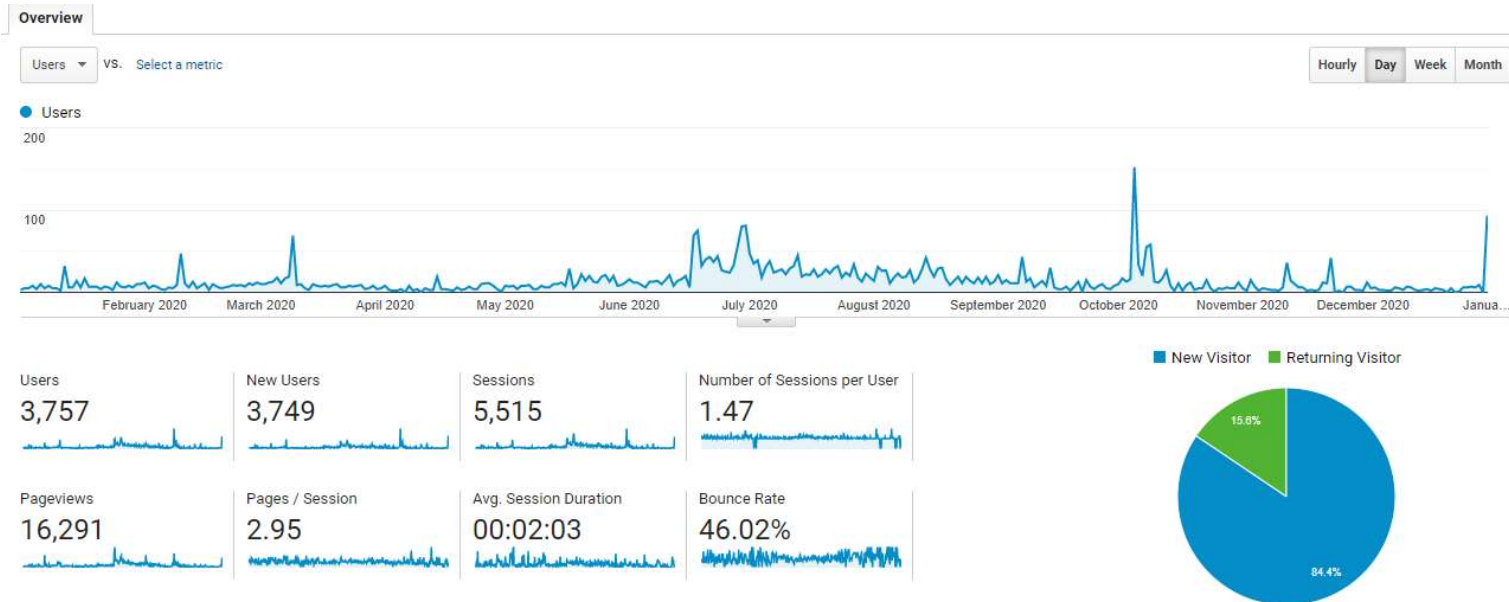 Overview
Users VS. Select a metric
Hourly Day Week Month
Users
200
100
February 2020 March 2020 April 2020 May 2020 June 2020 July 2020 August 2020 September 2020 October 2020 November 2020 December 2020 Janua...
New Visitor Returning Visitor
Users New Users Sessions Number of Sessions per User
3,757 3,749 5,515 1.47
15.6%
Pageviews Pages / Session Avg. Session Duration Bounce Rate
16,291 2.95 00:02:03 46.02%
84.4%